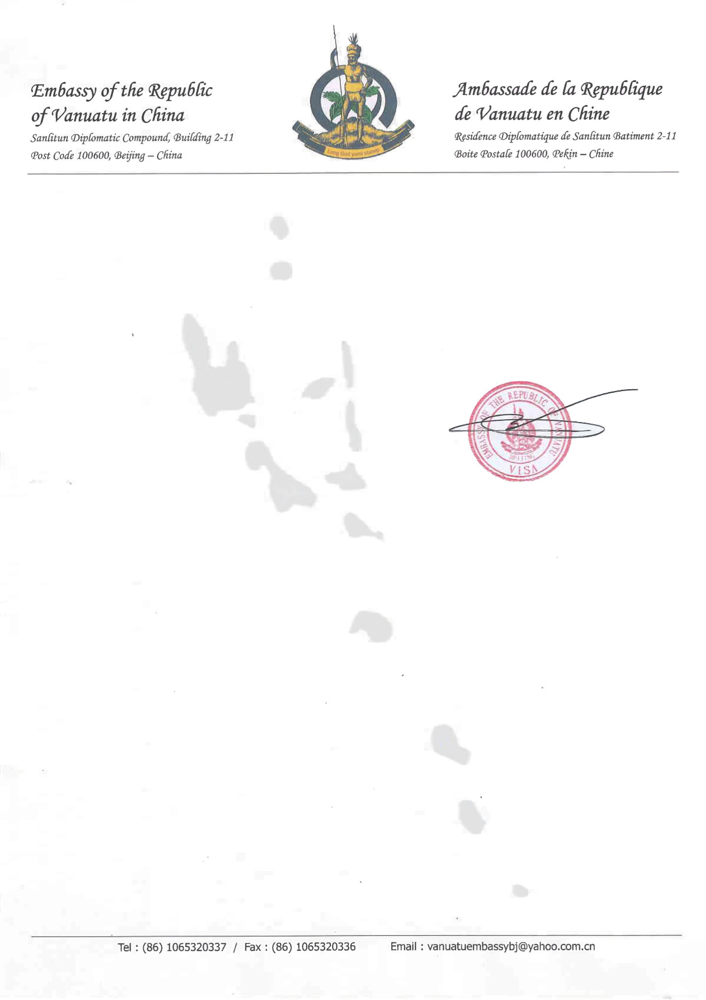 Embassy of the Republic
of Vanuatu in China
Sanlitun Diplomatic Compound, Building 2-11
Post Code 100600, Beijing – China
Long God yumi stanap
Ambassade de la Republique
de Vanuatu en Chine
Residence Diplomatique de Sanlitun Batiment 2-11
Boite Postale 100600, Pekin – Chine
EMBASSY OF THE REPUBLIC OF VANUATU
BEIJING
VISA
Tel : (86) 1065320337 / Fax : (86) 1065320336 Email : vanuatuembassybj@yahoo.com.cn